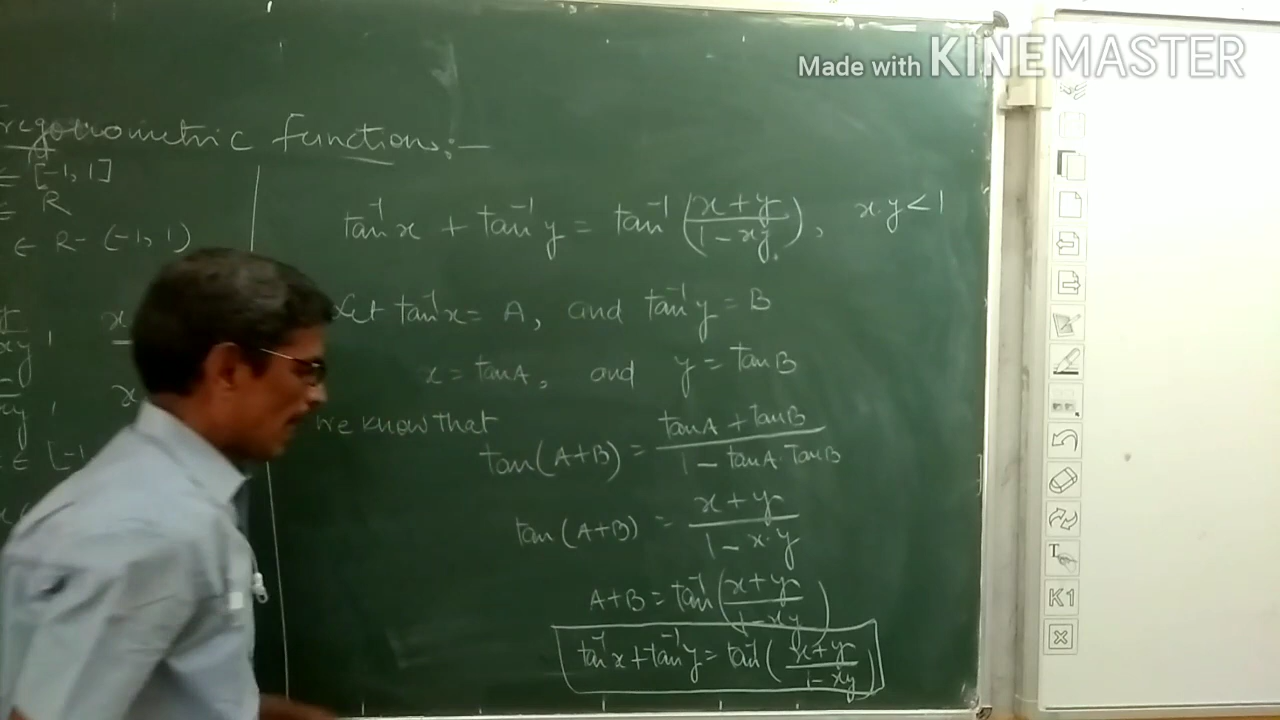 Made with KINEMASTER
Trigonometric Functions:-
[-1, 1]
R
∈ R - (-1, 1)
tan⁻¹x + tan⁻¹y = tan⁻¹((x+y)/(1-xy)), x.y < 1
Let tan⁻¹x = A, and tan⁻¹y = B
x = tanA, and y = tanB
we know that
tan(A+B) = (tanA + tanB)/(1 - tanA.TanB)
tan(A+B) = (x+y)/(1-x.y)
A+B = tan⁻¹((x+y)/(1-xy))
tan⁻¹x + tan⁻¹y = tan⁻¹((x+y)/(1-xy))
K1